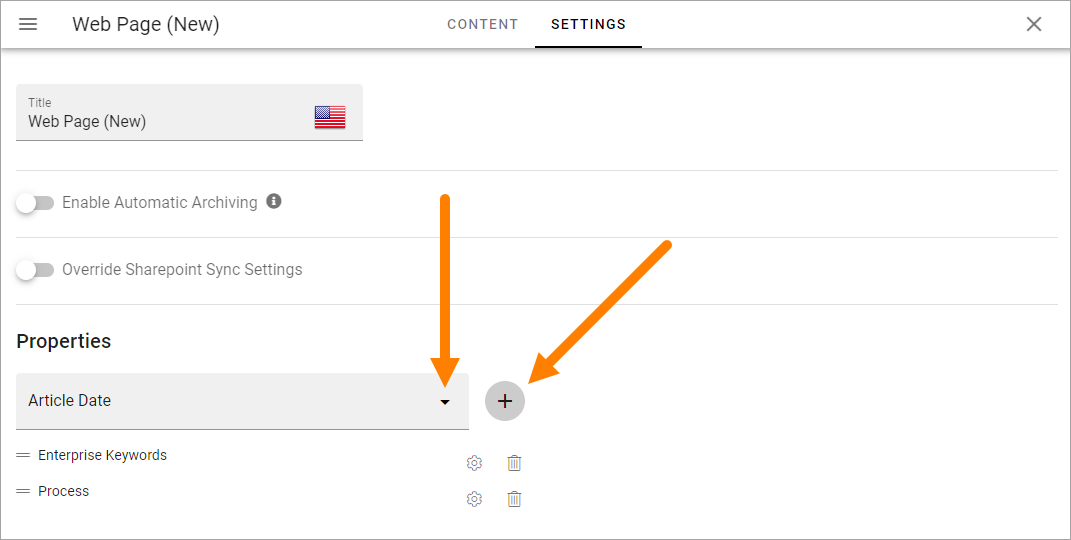 Web Page (New)
CONTENT
SETTINGS
Title
Web Page (New)
Enable Automatic Archiving
Override Sharepoint Sync Settings
Properties
Article Date
Enterprise Keywords
Process